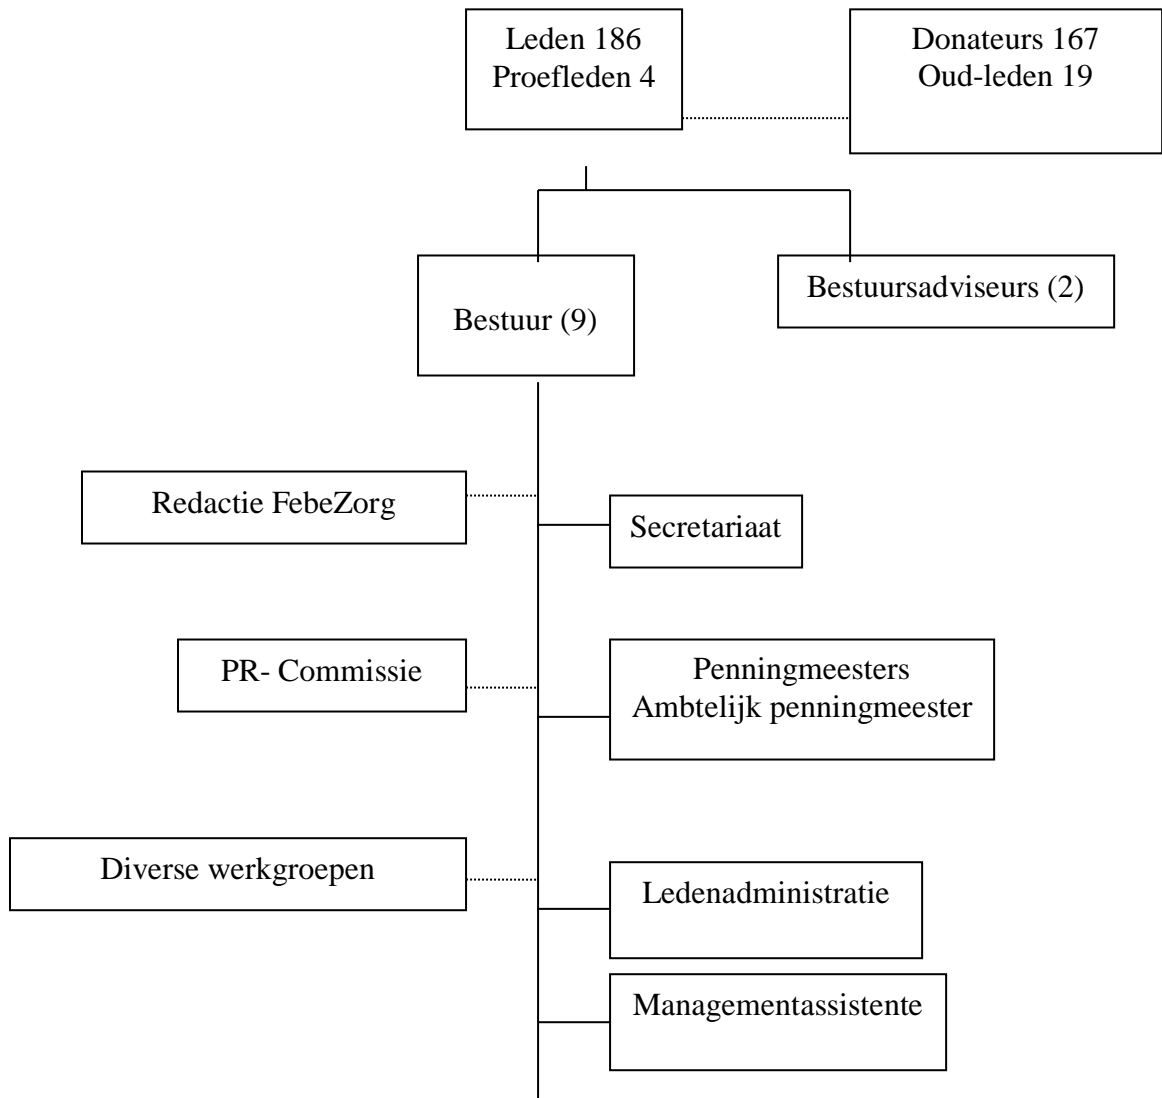 Leden 186
Proefleden 4
Donateurs 167
Oud-leden 19
Bestuur (9)
Bestuursadviseurs (2)
Redactie FebeZorg
Secretariaat
PR- Commissie
Penningmeesters
Ambtelijk penningmeester
Diverse werkgroepen
Ledenadministratie
Managementassistente